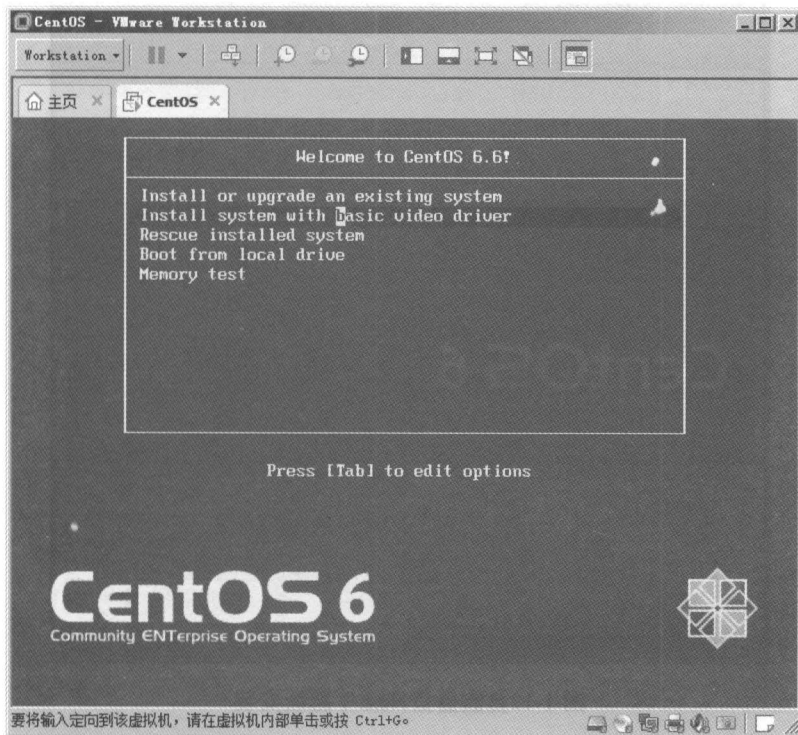 CentOS - VMware Workstation
Workstation
主页 × CentOS ×
Welcome to CentOS 6.6!
Install or upgrade an existing system
Install system with basic video driver
Rescue installed system
Boot from local drive
Memory test
Press [Tab] to edit options
CentOS 6
Community ENTerprise Operating System
要将输入定向到该虚拟机，请在虚拟机内部单击或按 Ctrl+G。